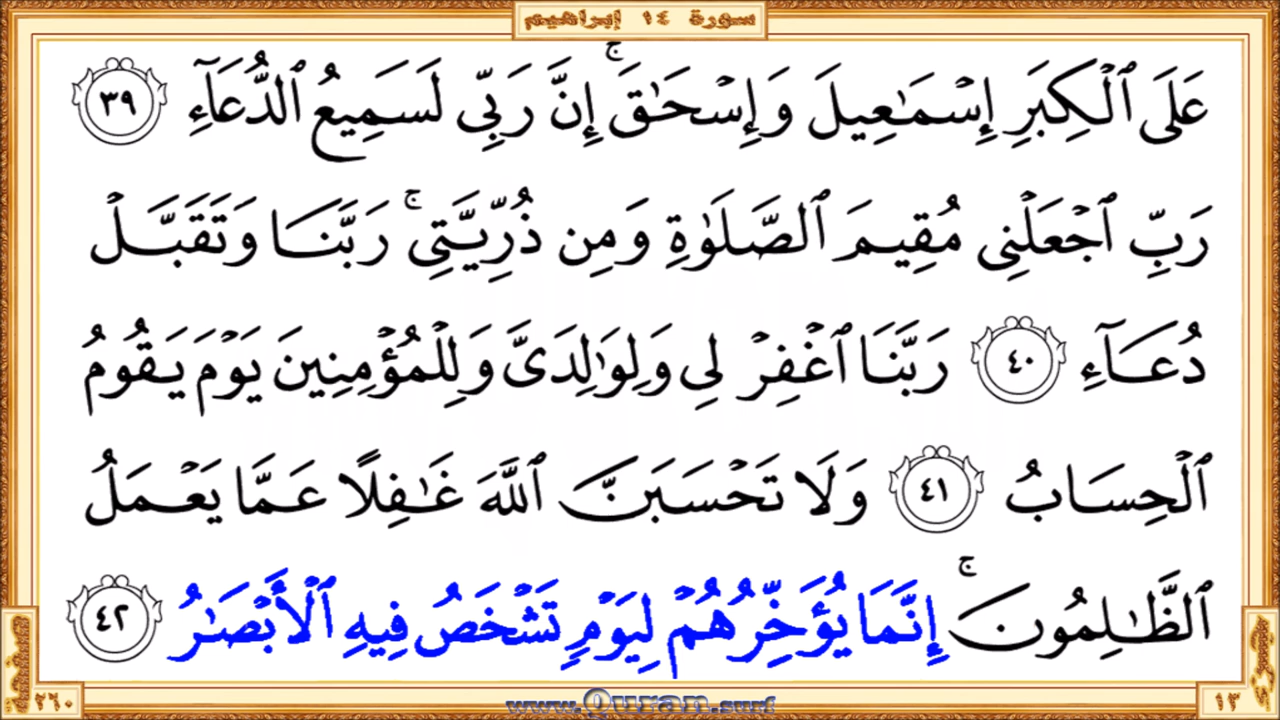 سورة ١٤ إبراهيم
عَلَى ٱلْكِبَرِ إِسْمَـٰعِيلَ وَإِسْحَـٰقَ ۚ إِنَّ رَبِّى لَسَمِيعُ ٱلدُّعَآءِ ٣٩
رَبِّ ٱجْعَلْنِى مُقِيمَ ٱلصَّلَوٰةِ وَمِن ذُرِّيَّتِى ۚ رَبَّنَا وَتَقَبَّلْ
دُعَآءِ ٤٠ رَبَّنَا ٱغْفِرْ لِى وَلِوَٰلِدَىَّ وَلِلْمُؤْمِنِينَ يَوْمَ يَقُومُ
ٱلْحِسَابُ ٤١ وَلَا تَحْسَبَنَّ ٱللَّهَ غَـٰفِلًا عَمَّا يَعْمَلُ
ٱلظَّـٰلِمُونَ ۚ إِنَّمَا يُؤَخِّرُهُمْ لِيَوْمٍ تَشْخَصُ فِيهِ ٱلْأَبْصَـٰرُ ٤٢
الصفحة ٢٦٠
١٣
www.Quran.surf